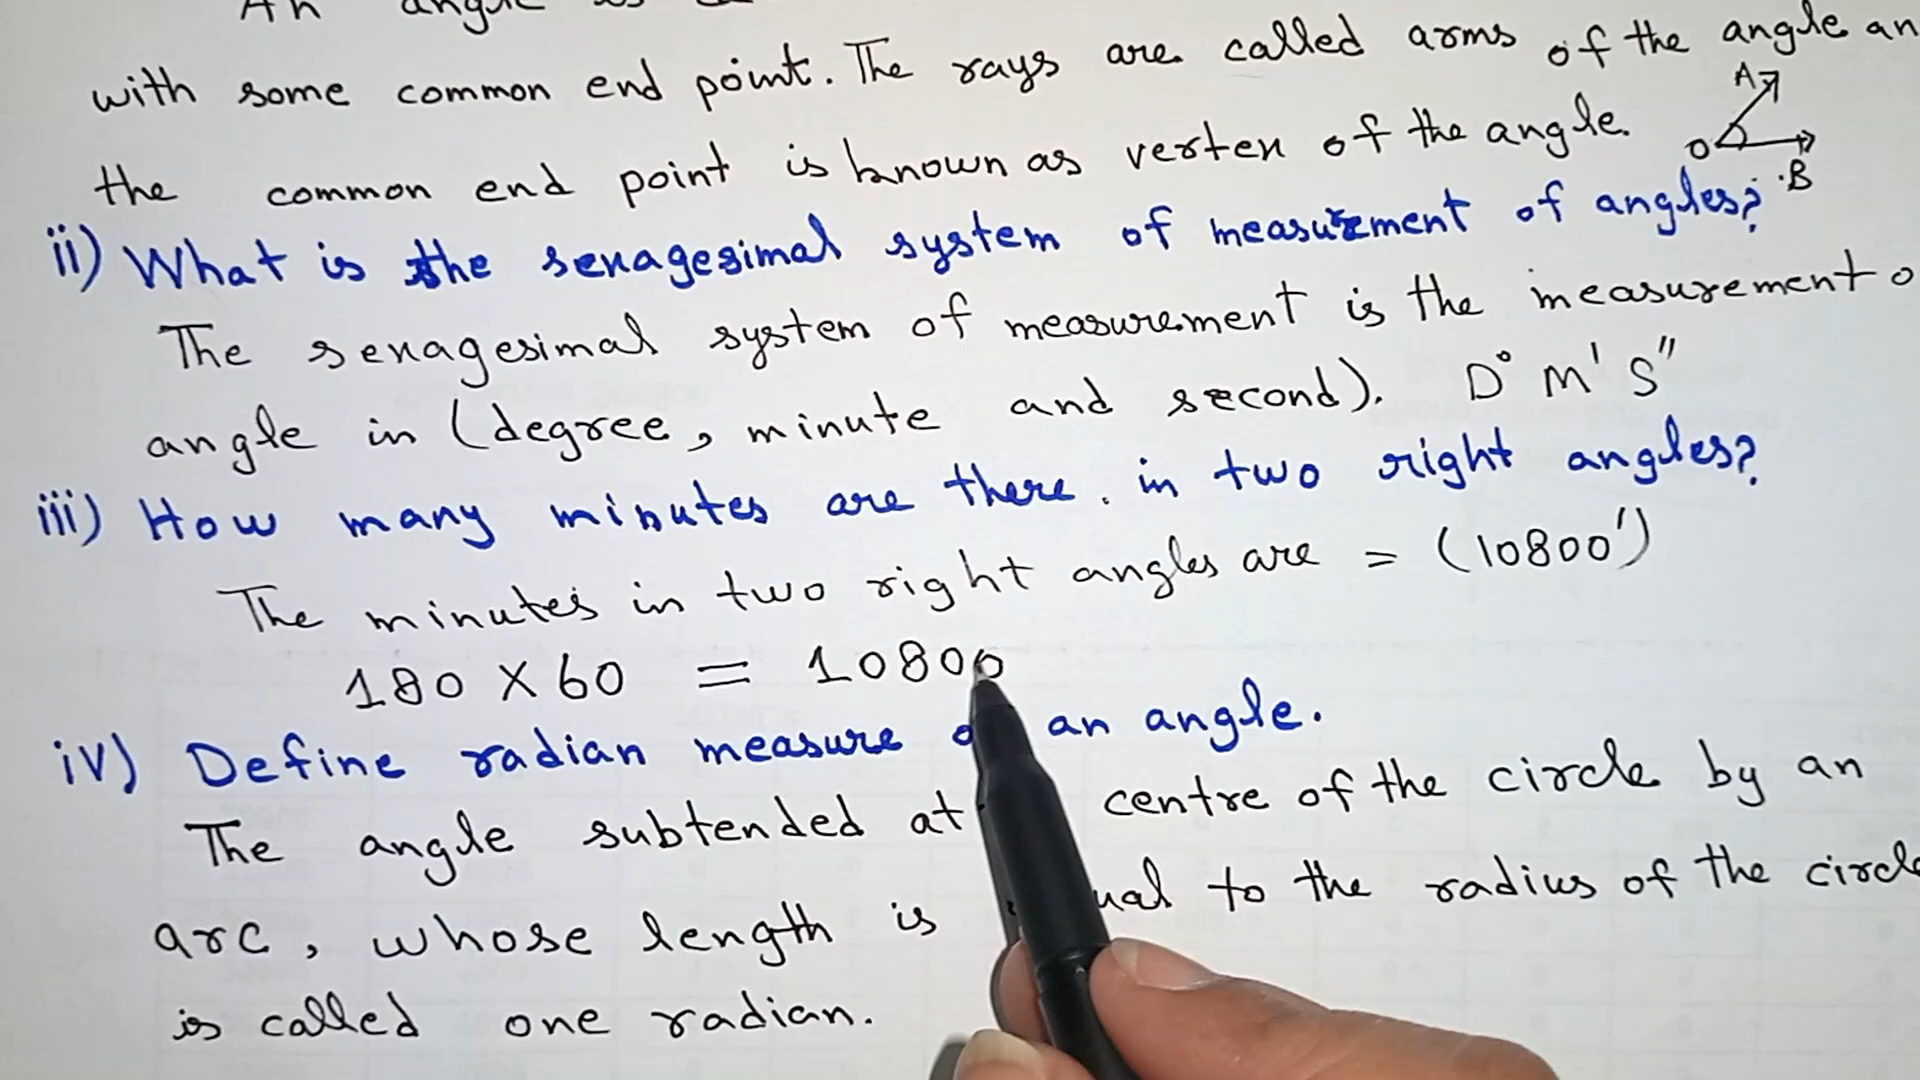 An angle is
with some common end point. The rays are called arms of the angle an
the common end point is known as vertex of the angle.
A
O
B
ii) What is the sexagesimal system of measurement of angles?
The sexagesimal system of measurement is the measurement o
angle in (degree, minute and second). D° M' S"
iii) How many minutes are there in two right angles?
The minutes in two right angles are = (10800')
180 X 60 = 10800
iv) Define radian measure an angle.
The angle subtended at centre of the circle by an
arc, whose length is ual to the radius of the circle
is called one radian.